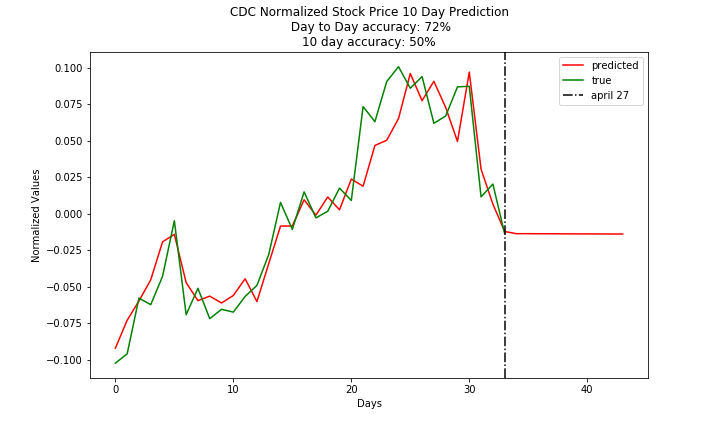 CDC Normalized Stock Price 10 Day Prediction
Day to Day accuracy: 72%
10 day accuracy: 50%
predicted
true
april 27
Normalized Values
0.100
0.075
0.050
0.025
0.000
−0.025
−0.050
−0.075
−0.100
0 10 20 30 40
Days